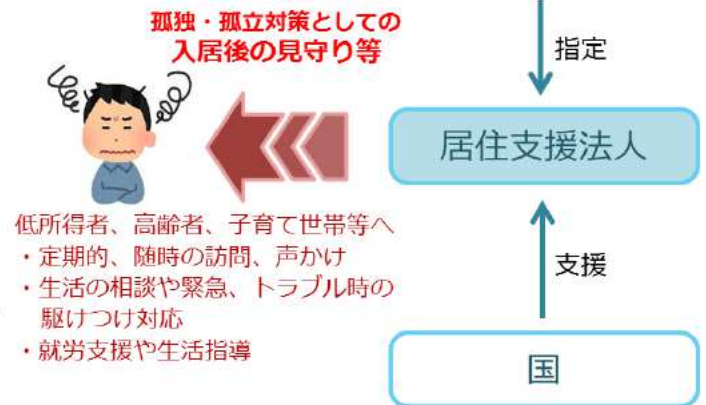 孤独・孤立対策としての
入居後の見守り等
指定
居住支援法人
低所得者、高齢者、子育て世帯等へ
・定期的、随時の訪問、声かけ
・生活の相談や緊急、トラブル時の
駆けつけ対応
・就労支援や生活指導
支援
国